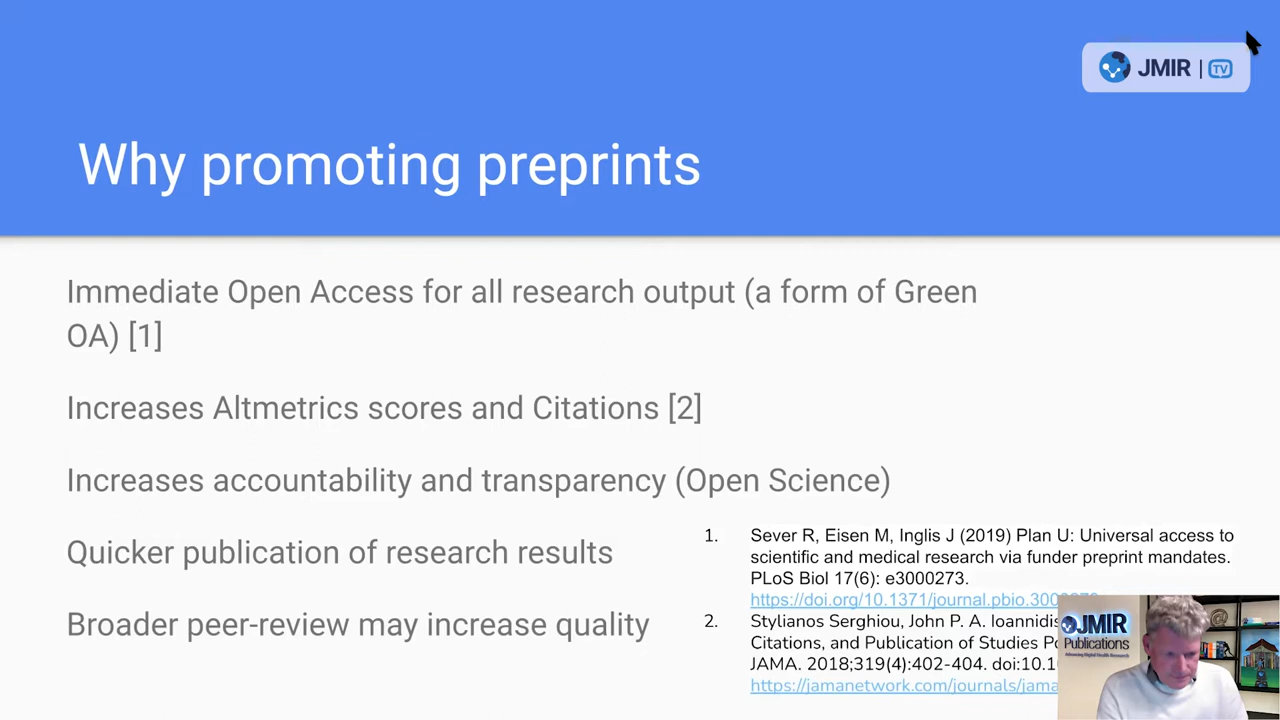 JMIR | TV
Why promoting preprints
Immediate Open Access for all research output (a form of Green
OA) [1]
Increases Altmetrics scores and Citations [2]
Increases accountability and transparency (Open Science)
Quicker publication of research results
Broader peer-review may increase quality
1. Sever R, Eisen M, Inglis J (2019) Plan U: Universal access to
scientific and medical research via funder preprint mandates.
PLoS Biol 17(6): e3000273.
https://doi.org/10.1371/journal.pbio.300
2. Stylianos Serghiou, John P. A. Ioannidis
Citations, and Publication of Studies
JAMA. 2018;319(4):402-404. doi:10.1
https://jamanetwork.com/journals/jama
JMIR
Publications
Advancing Digital Health Research